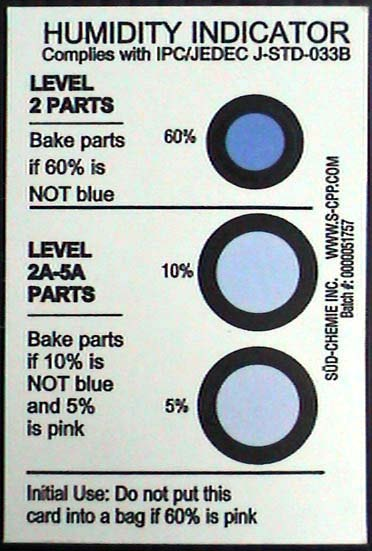 HUMIDITY INDICATOR
Complies with IPC/JEDEC J-STD-033B
LEVEL
2 PARTS
Bake parts
if 60% is
NOT blue
60%
LEVEL
2A-5A
PARTS
Bake parts
if 10% is
NOT blue
and 5%
is pink
10%
5%
SÜD-CHEMIE INC. WWW.S-CPP.COM
Batch #: 0000051757
Initial Use: Do not put this
card into a bag if 60% is pink